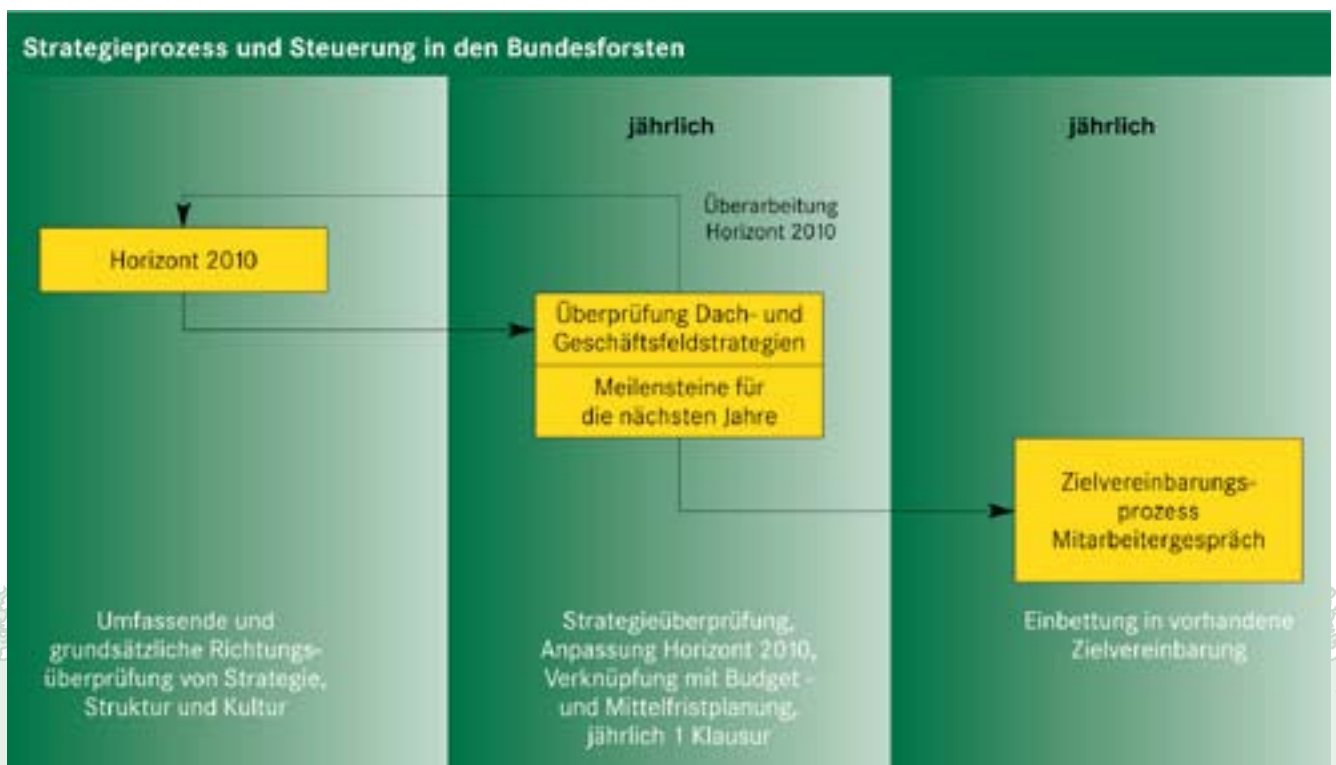 Strategieprozess und Steuerung in den Bundesforsten
jährlich
jährlich
Überarbeitung
Horizont 2010
Horizont 2010
Überprüfung Dach- und
Geschäftsfeldstrategien
Meilensteine für
die nächsten Jahre
Zielvereinbarungs-
prozess
Mitarbeitergespräch
Umfassende und
grundsätzliche Richtungs-
überprüfung von Strategie,
Struktur und Kultur
Strategieüberprüfung,
Anpassung Horizont 2010,
Verknüpfung mit Budget -
und Mittelfristplanung,
jährlich 1 Klausur
Einbettung in vorhandene
Zielvereinbarung